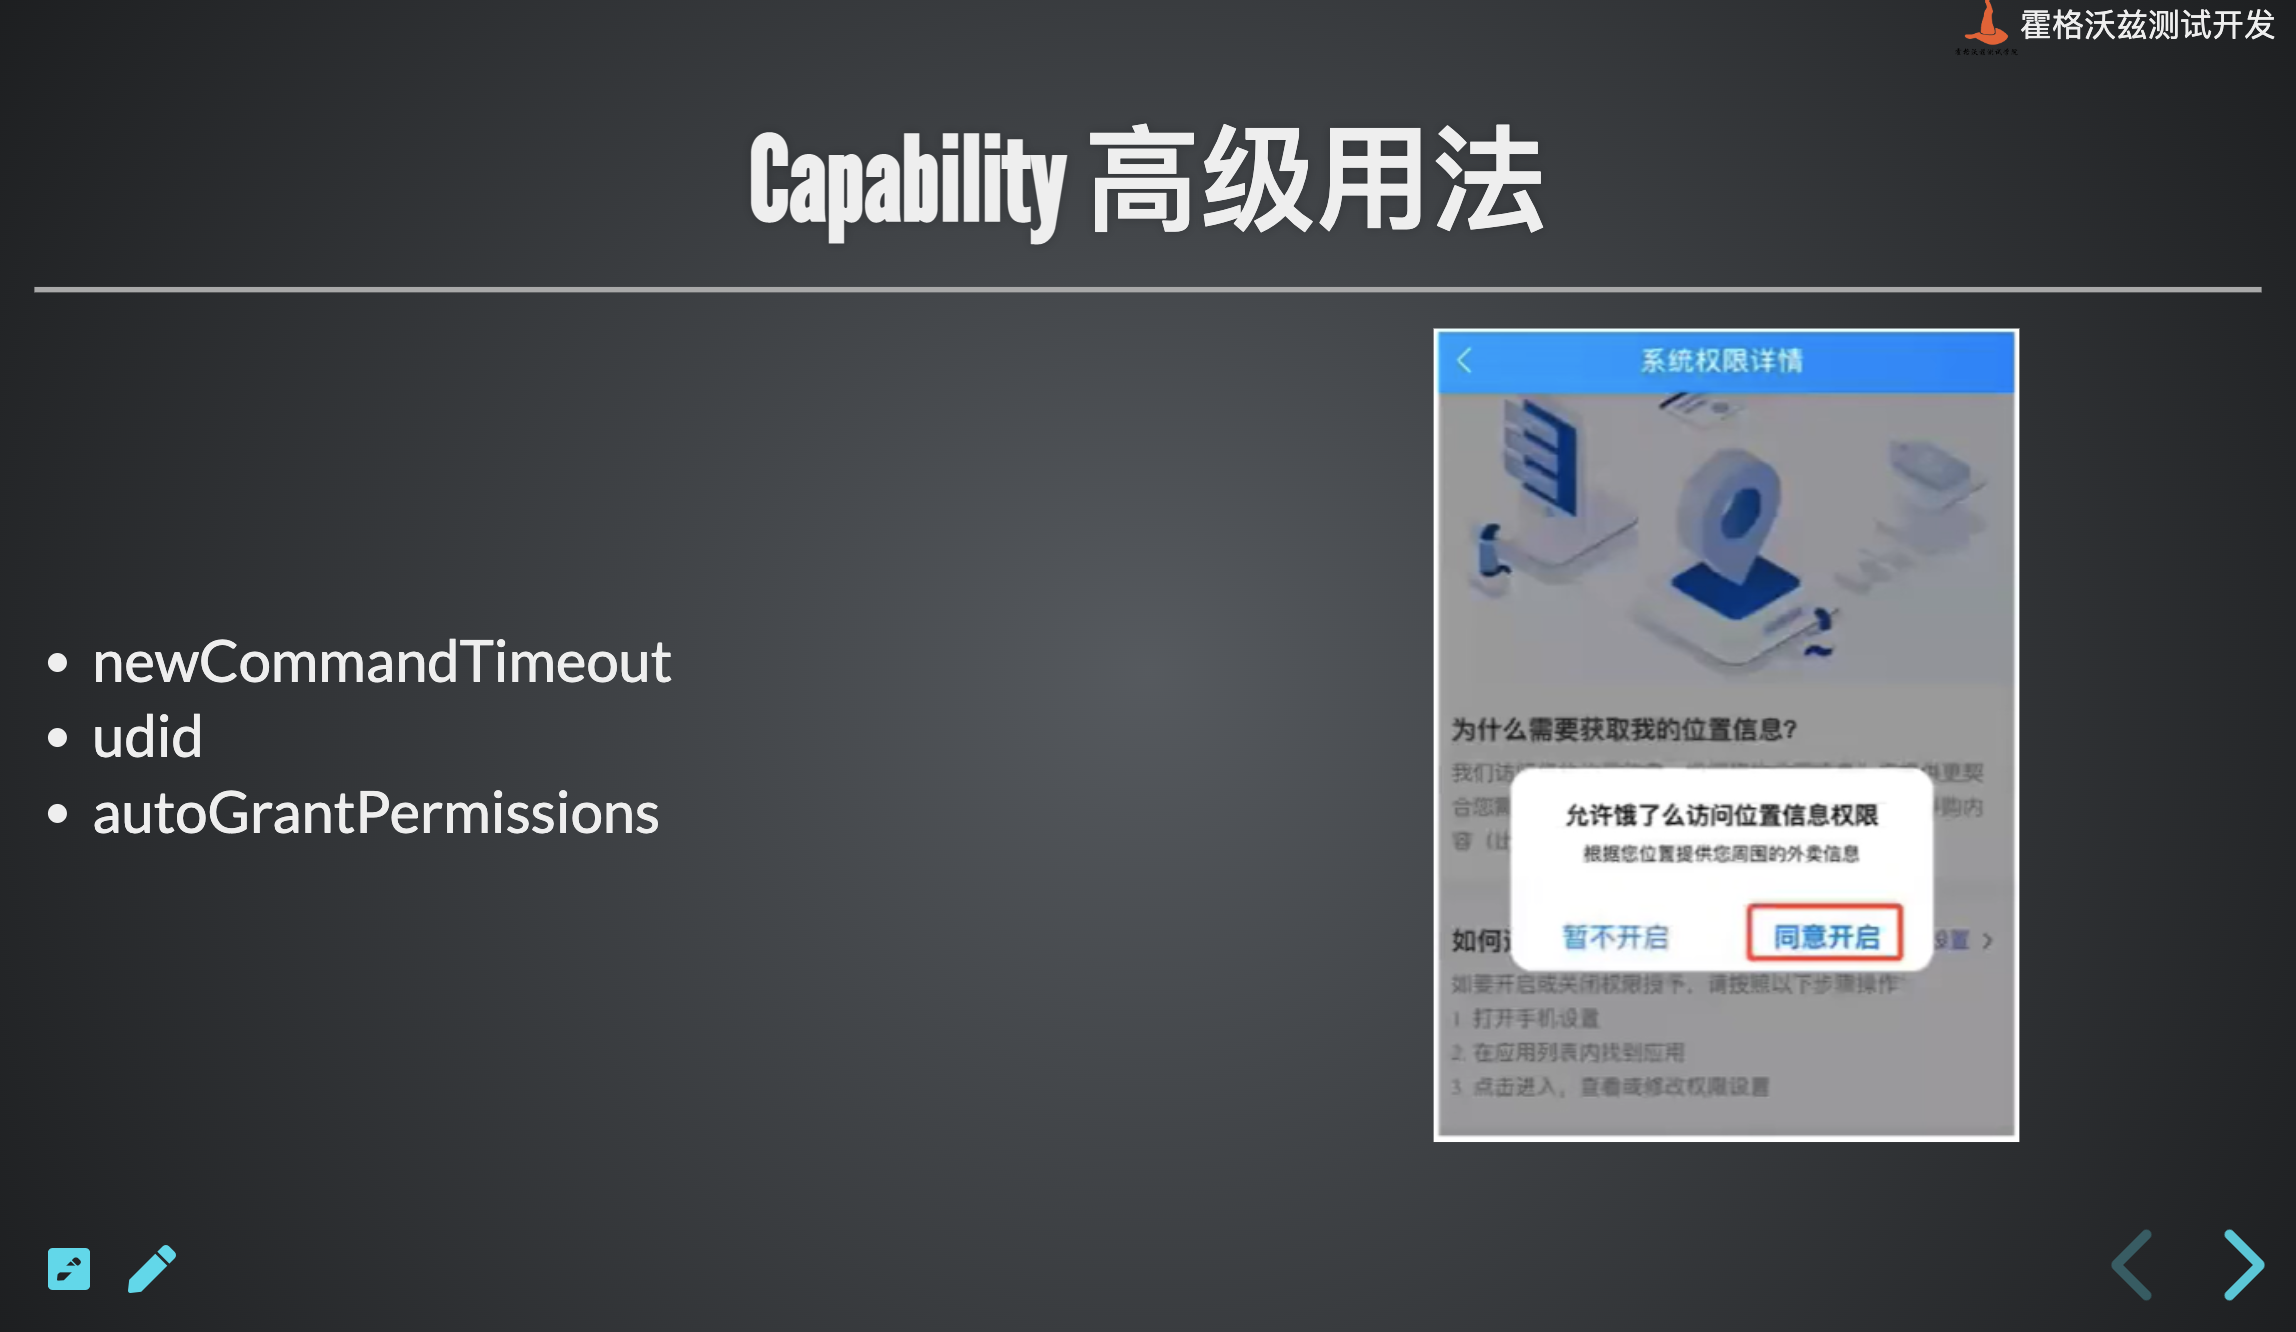 霍格沃兹测试开发
Capability 高级用法
newCommandTimeout
udid
autoGrantPermissions
系统权限详情
为什么需要获取我的位置信息?
我们访
供更契
合您需
购内
容（比
允许饿了么访问位置信息权限
根据您位置提供您周围的外卖信息
暂不开启
同意开启
如何
设置
如要开启或关闭权限授予，请按照以下步骤操作
1 打开手机设置
2. 在应用列表内找到应用
3. 点击进入，查看或修改权限设置